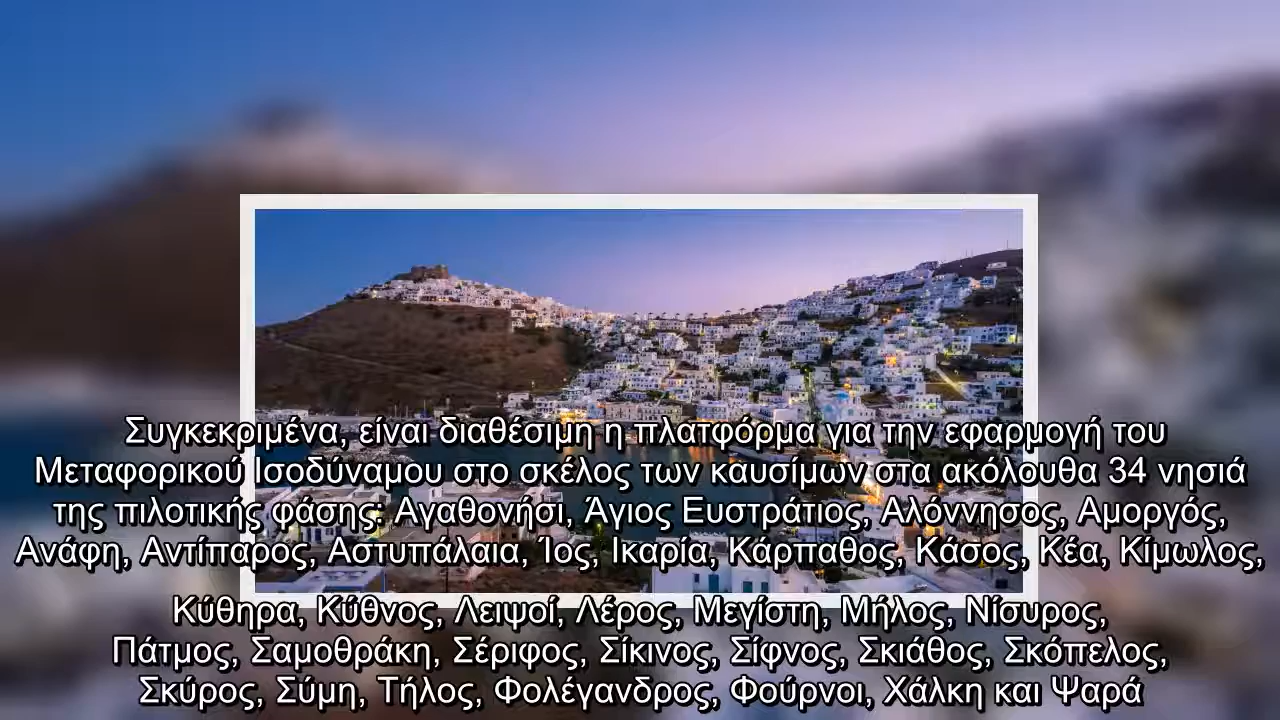 Συγκεκριμένα, είναι διαθέσιμη η πλατφόρμα για την εφαρμογή του
Μεταφορικού Ισοδύναμου στο σκέλος των καυσίμων στα ακόλουθα 34 νησιά
της πιλοτικής φάσης: Αγαθονήσι, Άγιος Ευστράτιος, Αλόννησος, Αμοργός,
Ανάφη, Αντίπαρος, Αστυπάλαια, Ίος, Ικαρία, Κάρπαθος, Κάσος, Κέα, Κίμωλος,
Κύθηρα, Κύθνος, Λειψοί, Λέρος, Μεγίστη, Μήλος, Νίσυρος,
Πάτμος, Σαμοθράκη, Σέριφος, Σίκινος, Σίφνος, Σκιάθος, Σκόπελος,
Σκύρος, Σύμη, Τήλος, Φολέγανδρος, Φούρνοι, Χάλκη και Ψαρά